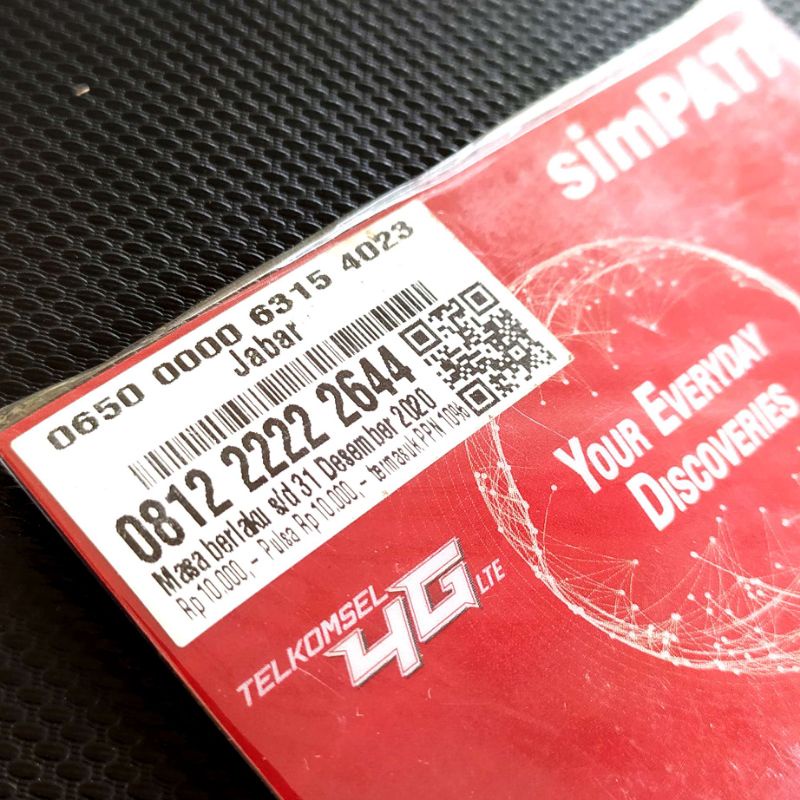 simPATI
0650 0000 6315 4023
Jabar
0812 2222 2644
Masa berlaku s/d 31 Desember 2020
Rp 10.000,- Pulsa Rp 10.000,- termasuk PPN 10%
YOUR EVERYDAY
DISCOVERIES
TELKOMSEL
4G LTE